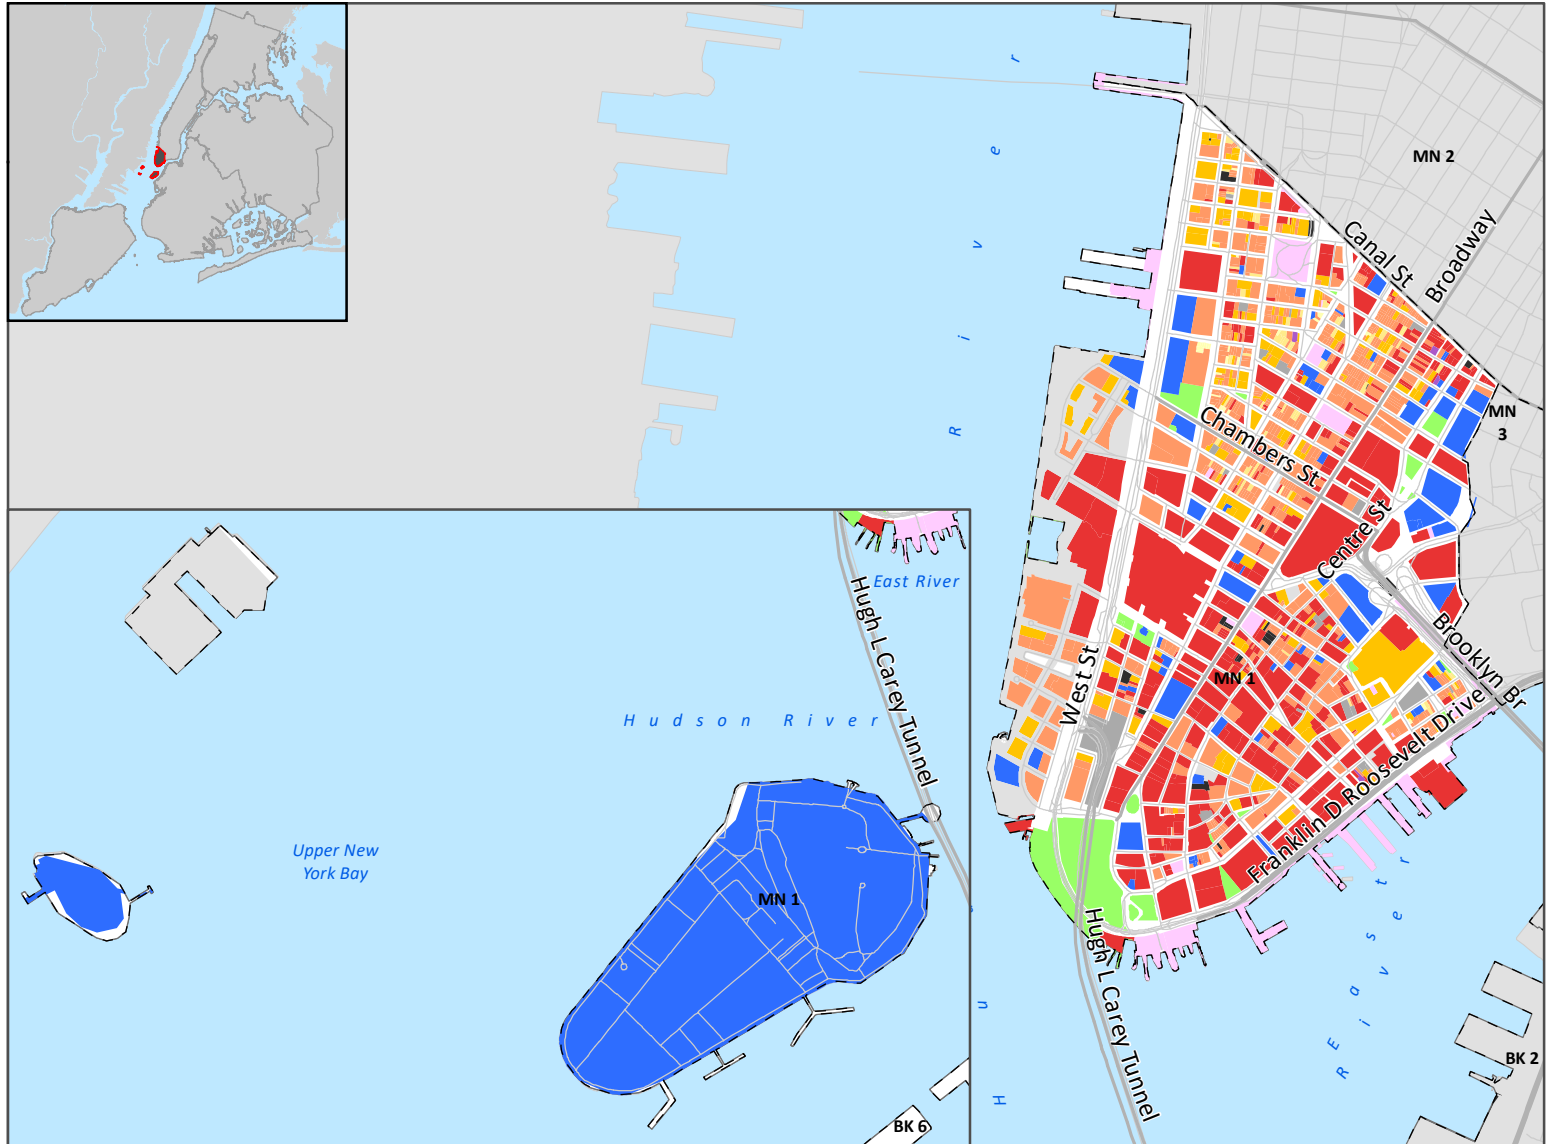 MN 2
Canal St
Broadway
MN
3
Chambers St
Centre St
Brooklyn Br
MN 1
West St
Franklin D Roosevelt Drive
Hugh L Carey Tunnel
H u
R i v e r
E a s t
R i v e r
BK 2
East River
Hugh L Carey Tunnel
Hudson River
Upper New
York Bay
MN 1
BK 6